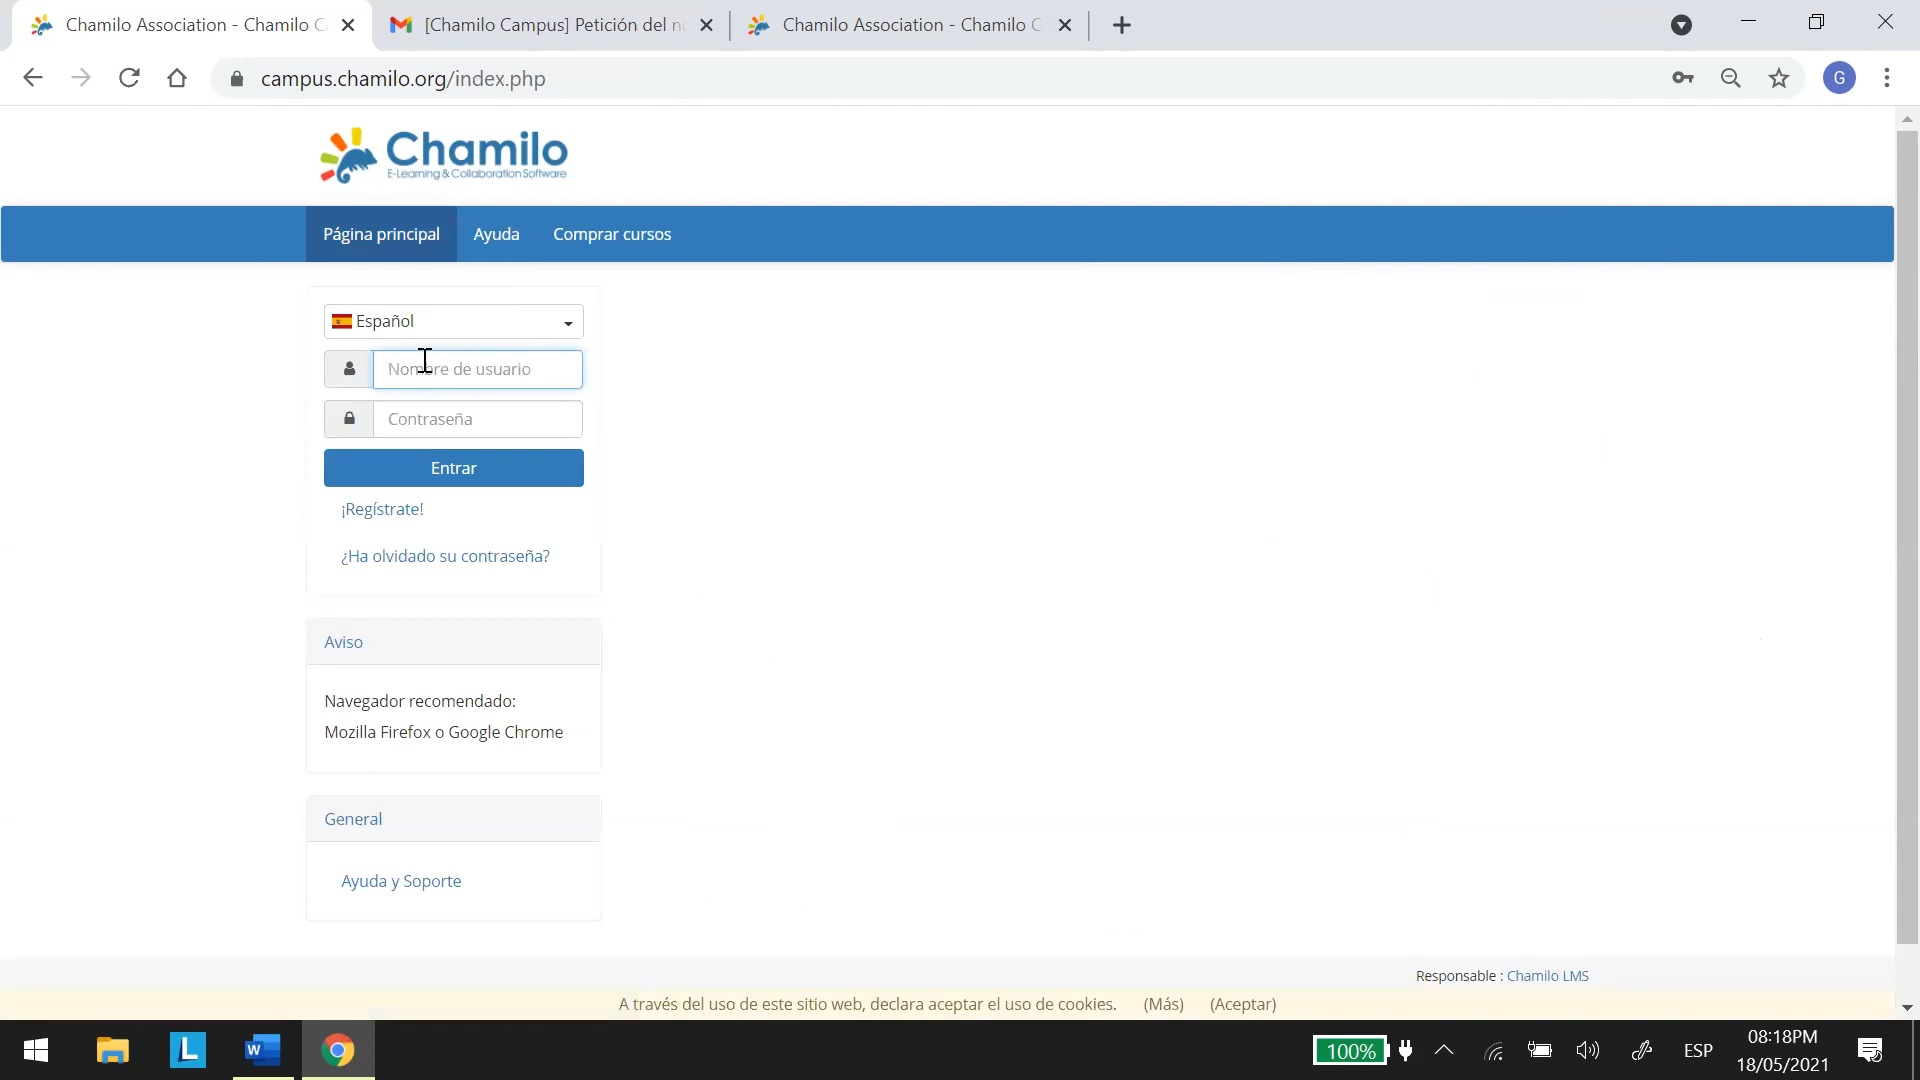 Chamilo Association - Chamilo C
[Chamilo Campus] Petición del n
Chamilo Association - Chamilo C
campus.chamilo.org/index.php
G
Chamilo
E-Learning & Collaboration Software
Página principal
Ayuda
Comprar cursos
Español
Nombre de usuario
Contraseña
Entrar
¡Regístrate!
¿Ha olvidado su contraseña?
Aviso
Navegador recomendado:
Mozilla Firefox o Google Chrome
General
Ayuda y Soporte
Responsable : Chamilo LMS
A través del uso de este sitio web, declara aceptar el uso de cookies. (Más) (Aceptar)
L
W
100%
ESP
08:18PM
18/05/2021